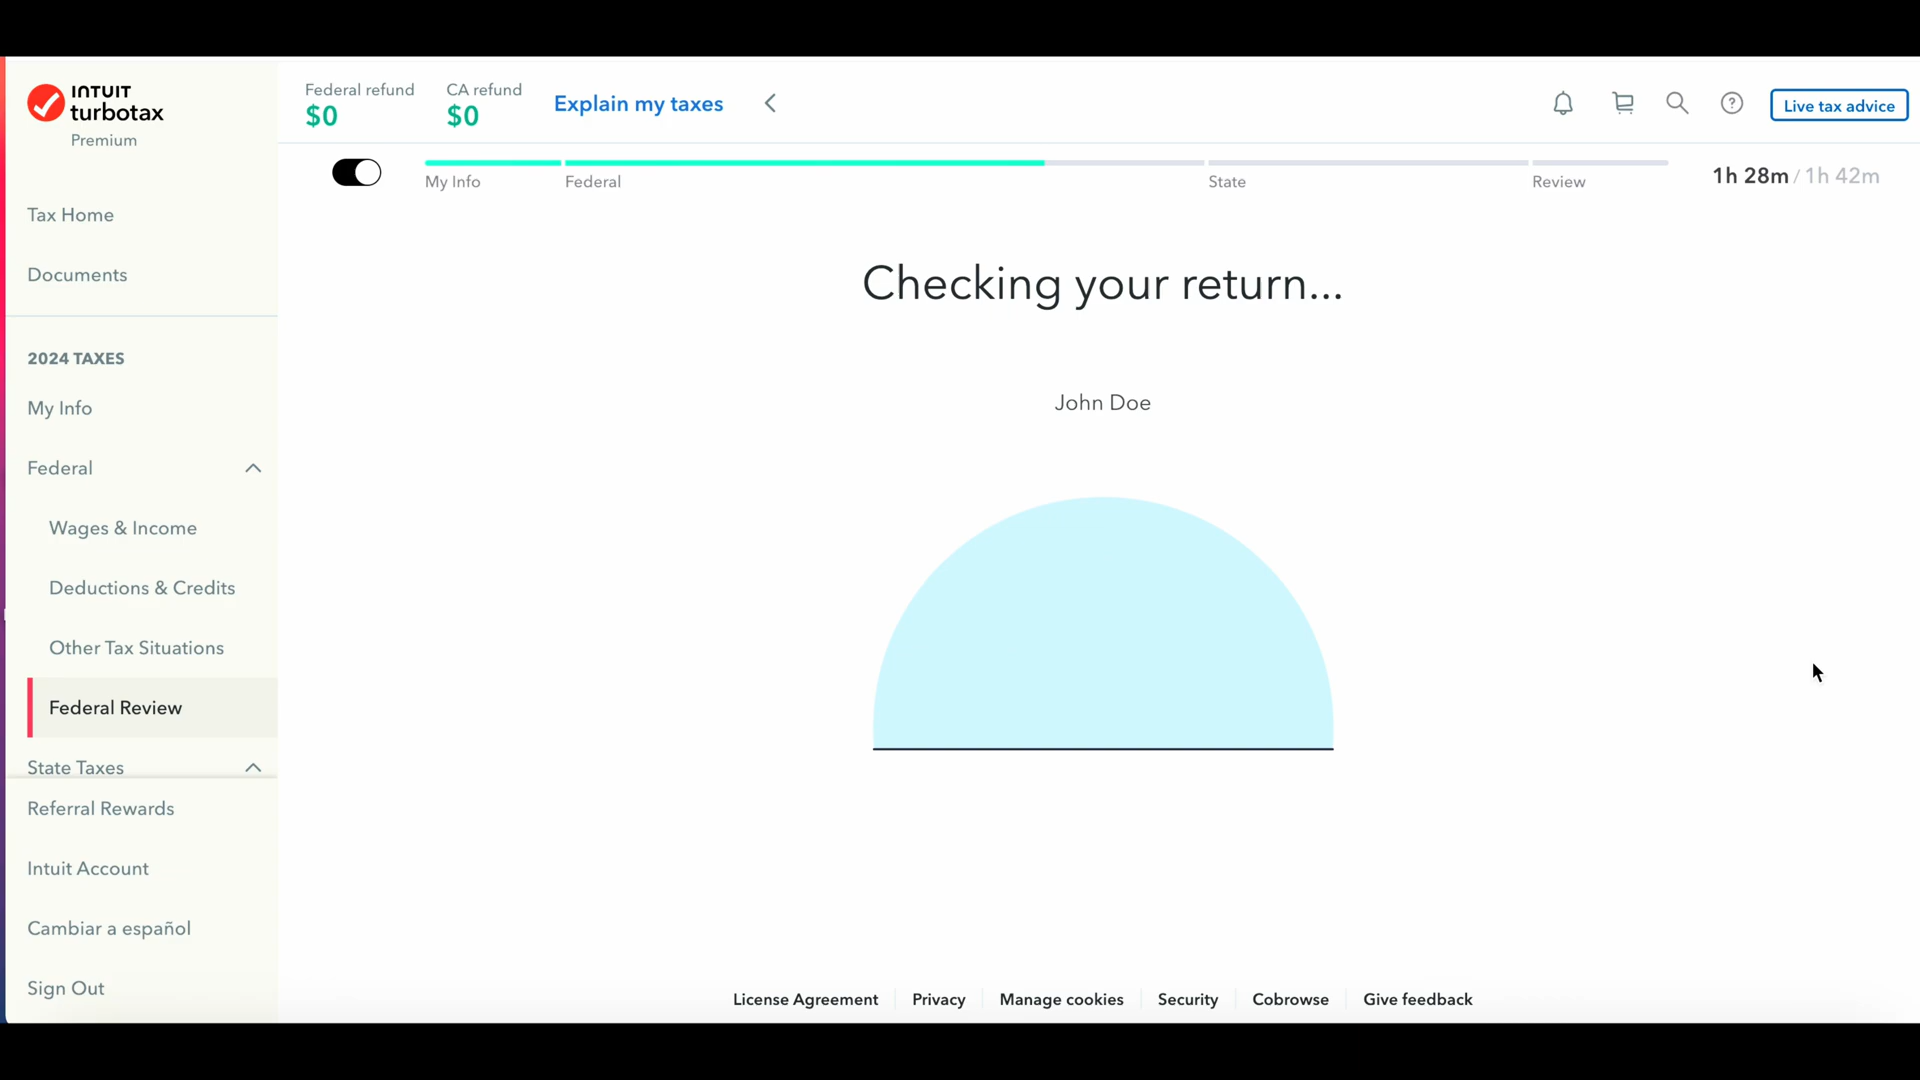 INTUIT
turbotax
Premium
Federal refund
$0
CA refund
$0
Explain my taxes
Live tax advice
My Info
Federal
State
Review
1h 28m / 1h 42m
Tax Home
Documents
2024 TAXES
My Info
Federal
Wages & Income
Deductions & Credits
Other Tax Situations
Federal Review
State Taxes
Referral Rewards
Intuit Account
Cambiar a español
Sign Out
Checking your return...
John Doe
License Agreement
Privacy
Manage cookies
Security
Cobrowse
Give feedback